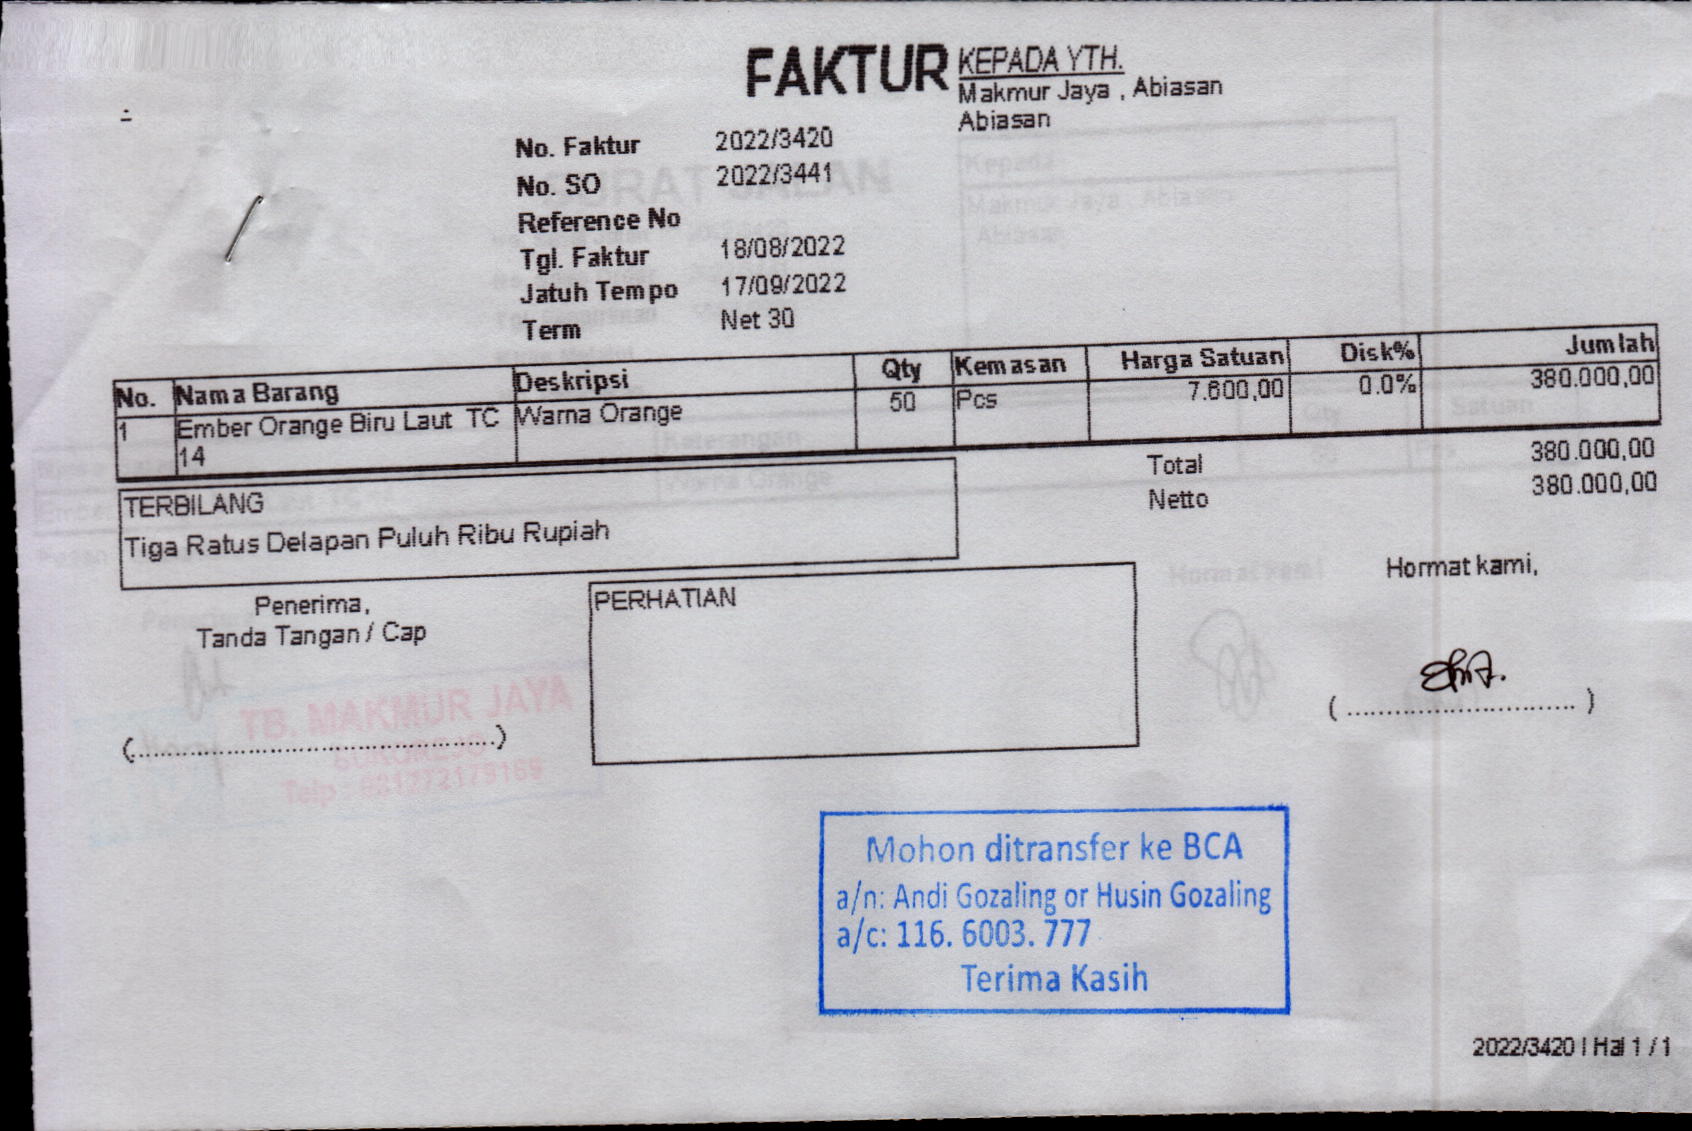 FAKTUR
KEPADA YTH.
Makmur Jaya , Abiasan
Abiasan
No. Faktur 2022/3420
No. SO 2022/3441
Reference No
Tgl. Faktur 18/08/2022
Jatuh Tempo 17/09/2022
Term Net 30
No. Nama Barang Deskripsi Qty Kemasan Harga Satuan Disk% Jumlah
1 Ember Orange Biru Laut TC Warna Orange 50 Pcs 7.600,00 0.0% 380.000,00
14
Total 380.000,00
Netto 380.000,00
TERBILANG
Tiga Ratus Delapan Puluh Ribu Rupiah
Penerima,
Tanda Tangan / Cap
PERHATIAN
Hormat kami,
TB. MAKMUR JAYA
Mohon ditransfer ke BCA
a/n: Andi Gozaling or Husin Gozaling
a/c: 116. 6003. 777
Terima Kasih
2022/3420 | Hal 1 / 1